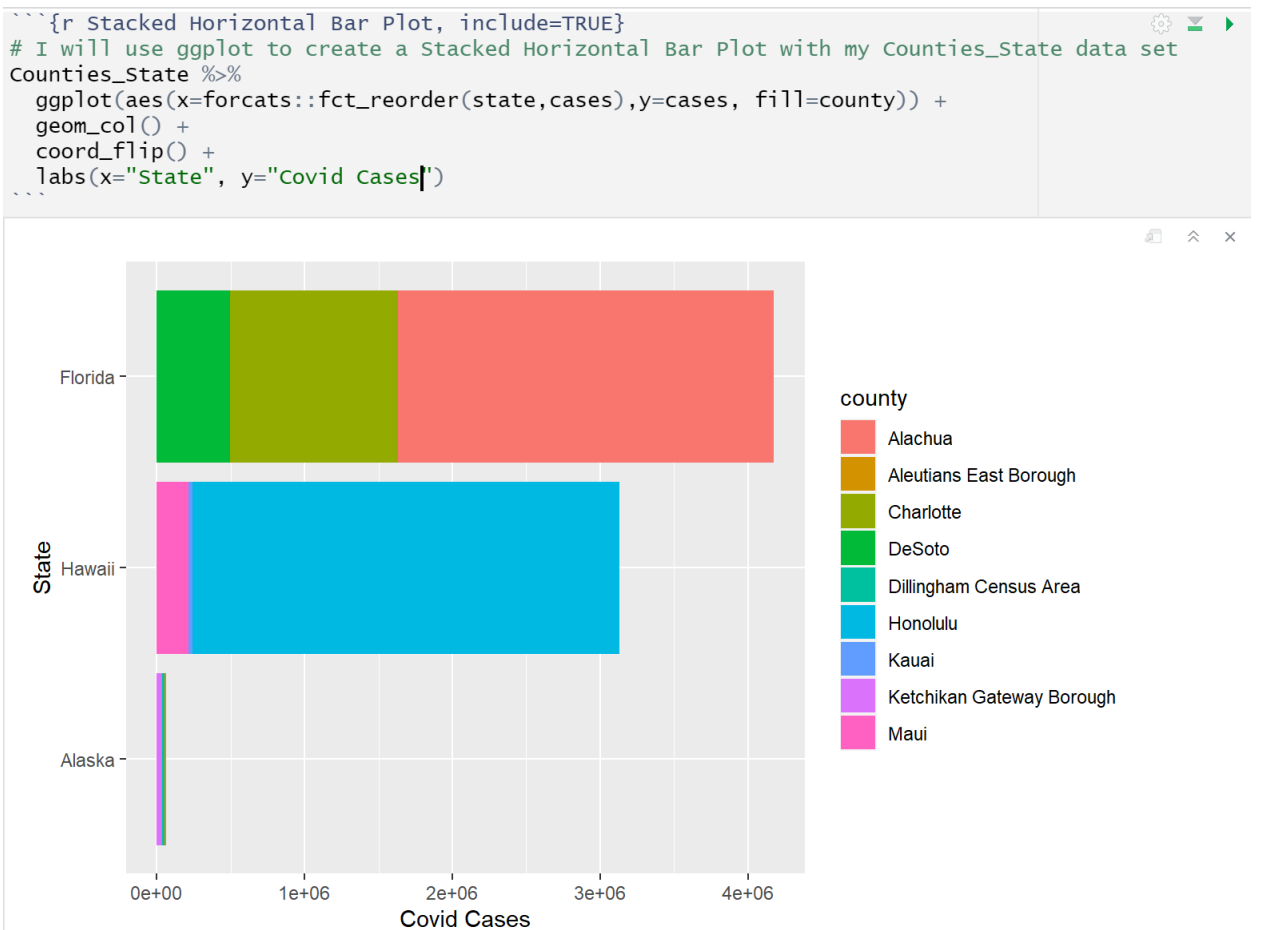 ```{r Stacked Horizontal Bar Plot, include=TRUE}
# I will use ggplot to create a Stacked Horizontal Bar Plot with my Counties_State data set
Counties_State %>%
  ggplot(aes(x=forcats::fct_reorder(state,cases),y=cases, fill=county)) +
  geom_col() +
  coord_flip() +
  labs(x="State", y="Covid Cases")
```
Florida
Hawaii
Alaska
State
0e+00 1e+06 2e+06 3e+06 4e+06
Covid Cases
county
Alachua
Aleutians East Borough
Charlotte
DeSoto
Dillingham Census Area
Honolulu
Kauai
Ketchikan Gateway Borough
Maui